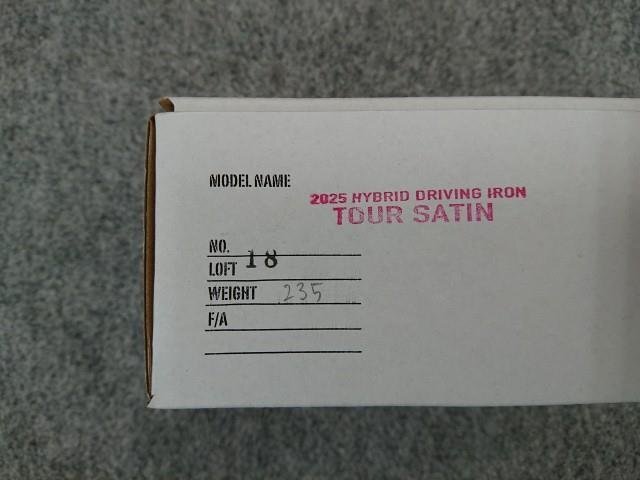 MODEL NAME
2025 HYBRID DRIVING IRON
TOUR SATIN
NO.
LOFT 18
WEIGHT 235
F/A